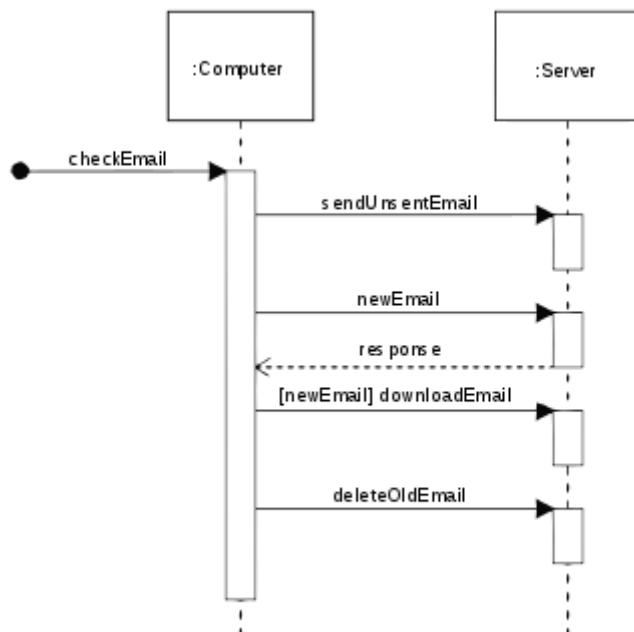 :Computer
:Server
checkEmail
sendUnsentEmail
newEmail
response
[newEmail] downloadEmail
deleteOldEmail